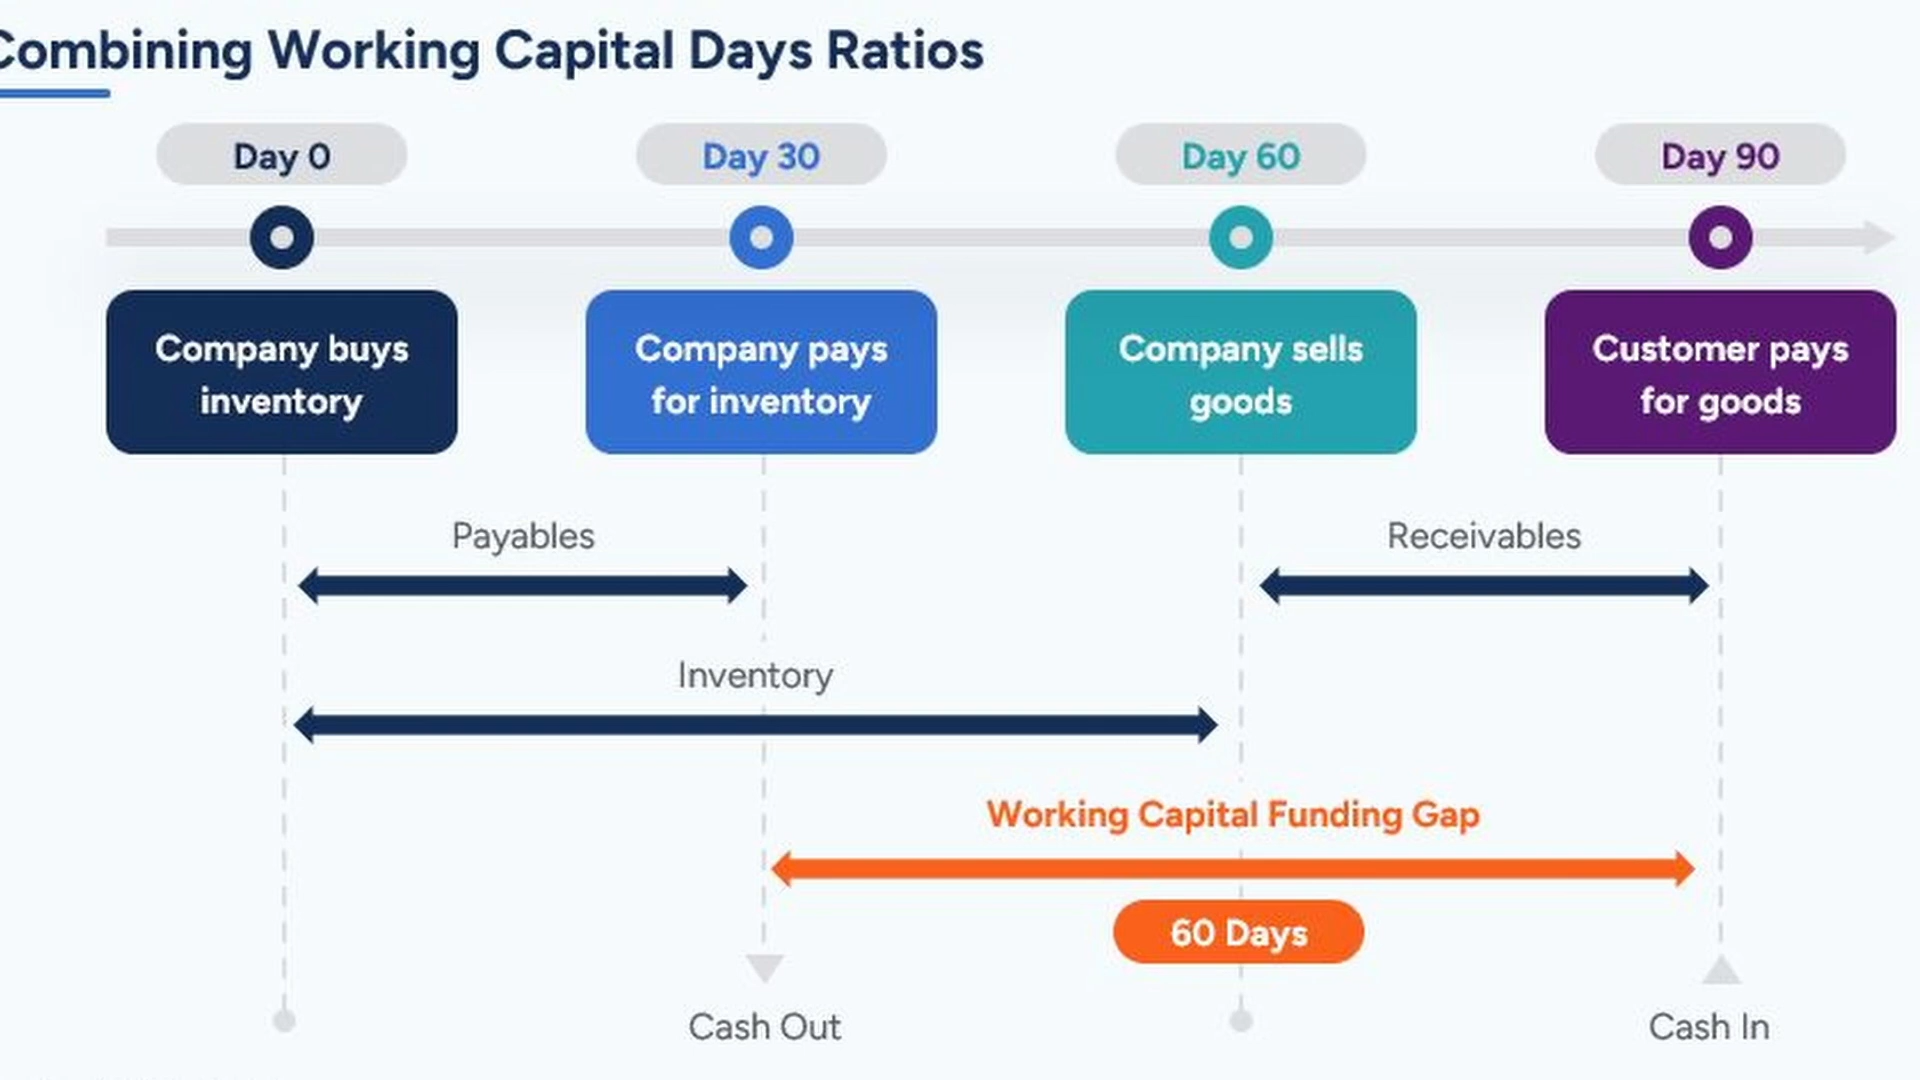 Combining Working Capital Days Ratios
Day 0
Day 30
Day 60
Day 90
Company buys
inventory
Company pays
for inventory
Company sells
goods
Customer pays
for goods
Payables
Receivables
Inventory
Working Capital Funding Gap
60 Days
Cash Out
Cash In